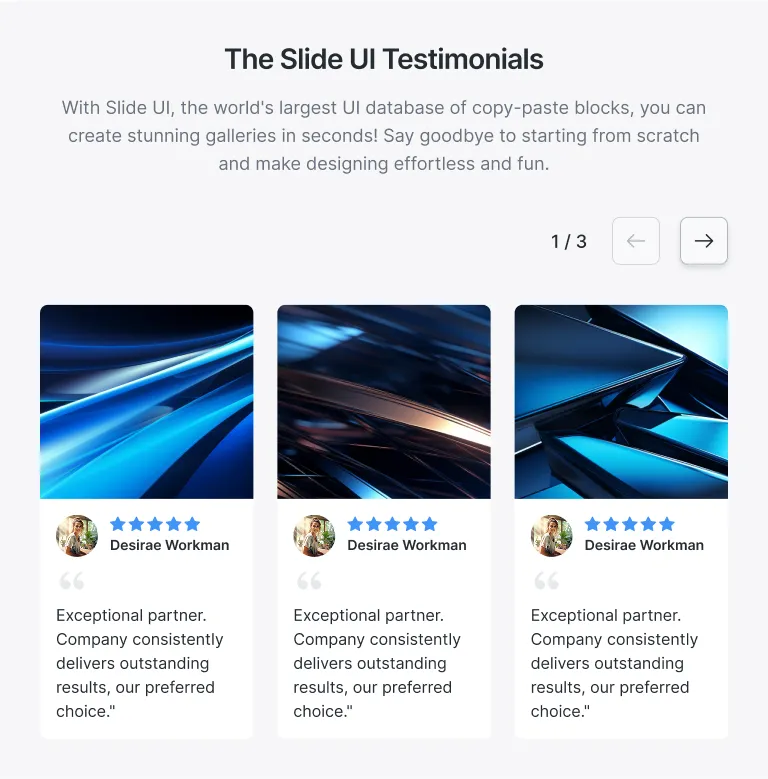 The Slide UI Testimonials
With Slide UI, the world's largest UI database of copy-paste blocks, you can
create stunning galleries in seconds! Say goodbye to starting from scratch
and make designing effortless and fun.
1 / 3
Desirae Workman
“
Exceptional partner.
Company consistently
delivers outstanding
results, our preferred
choice."
Desirae Workman
“
Exceptional partner.
Company consistently
delivers outstanding
results, our preferred
choice."
Desirae Workman
“
Exceptional partner.
Company consistently
delivers outstanding
results, our preferred
choice."